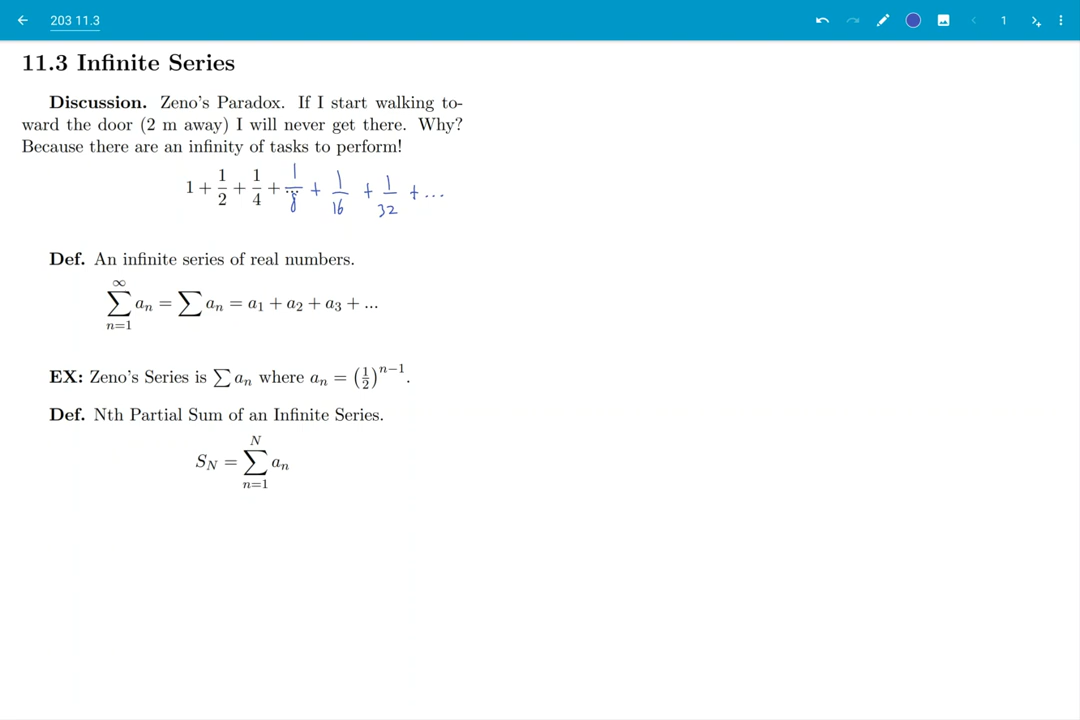 203 11.3
1
11.3 Infinite Series
Discussion. Zeno's Paradox. If I start walking to-
ward the door (2 m away) I will never get there. Why?
Because there are an infinity of tasks to perform!
1 + 1/2 + 1/4 + 1/8 + 1/16 + 1/32 + ...
Def. An infinite series of real numbers.
∑_{n=1}^{∞} a_n = ∑ a_n = a_1 + a_2 + a_3 + ...
EX: Zeno's Series is ∑ a_n where a_n = (1/2)^{n−1}.
Def. Nth Partial Sum of an Infinite Series.
S_N = ∑_{n=1}^{N} a_n